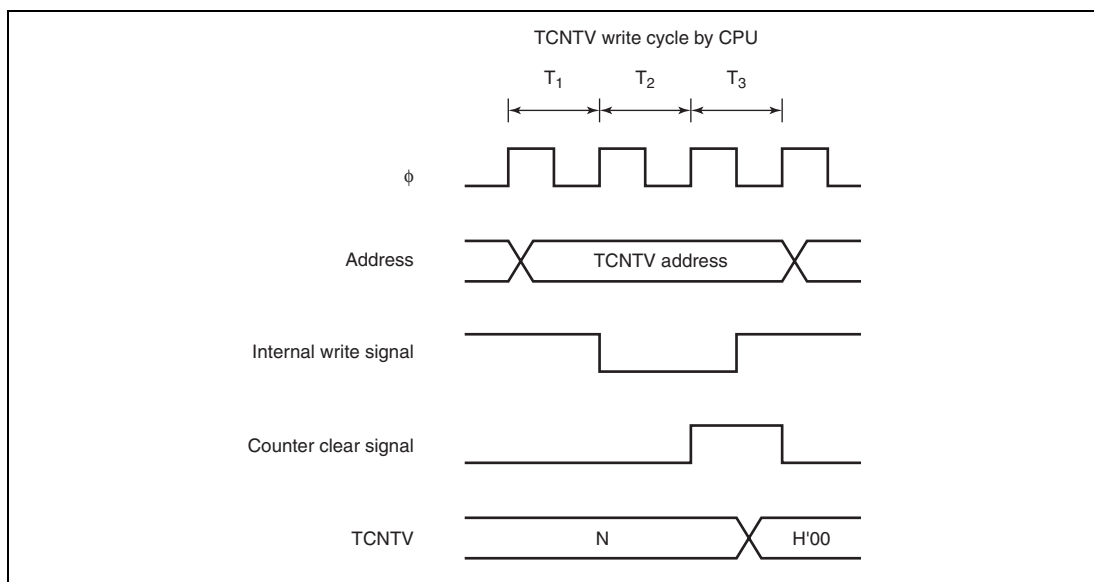 TCNTV write cycle by CPU
T₁ T₂ T₃
ϕ
Address
TCNTV address
Internal write signal
Counter clear signal
TCNTV
N
H'00